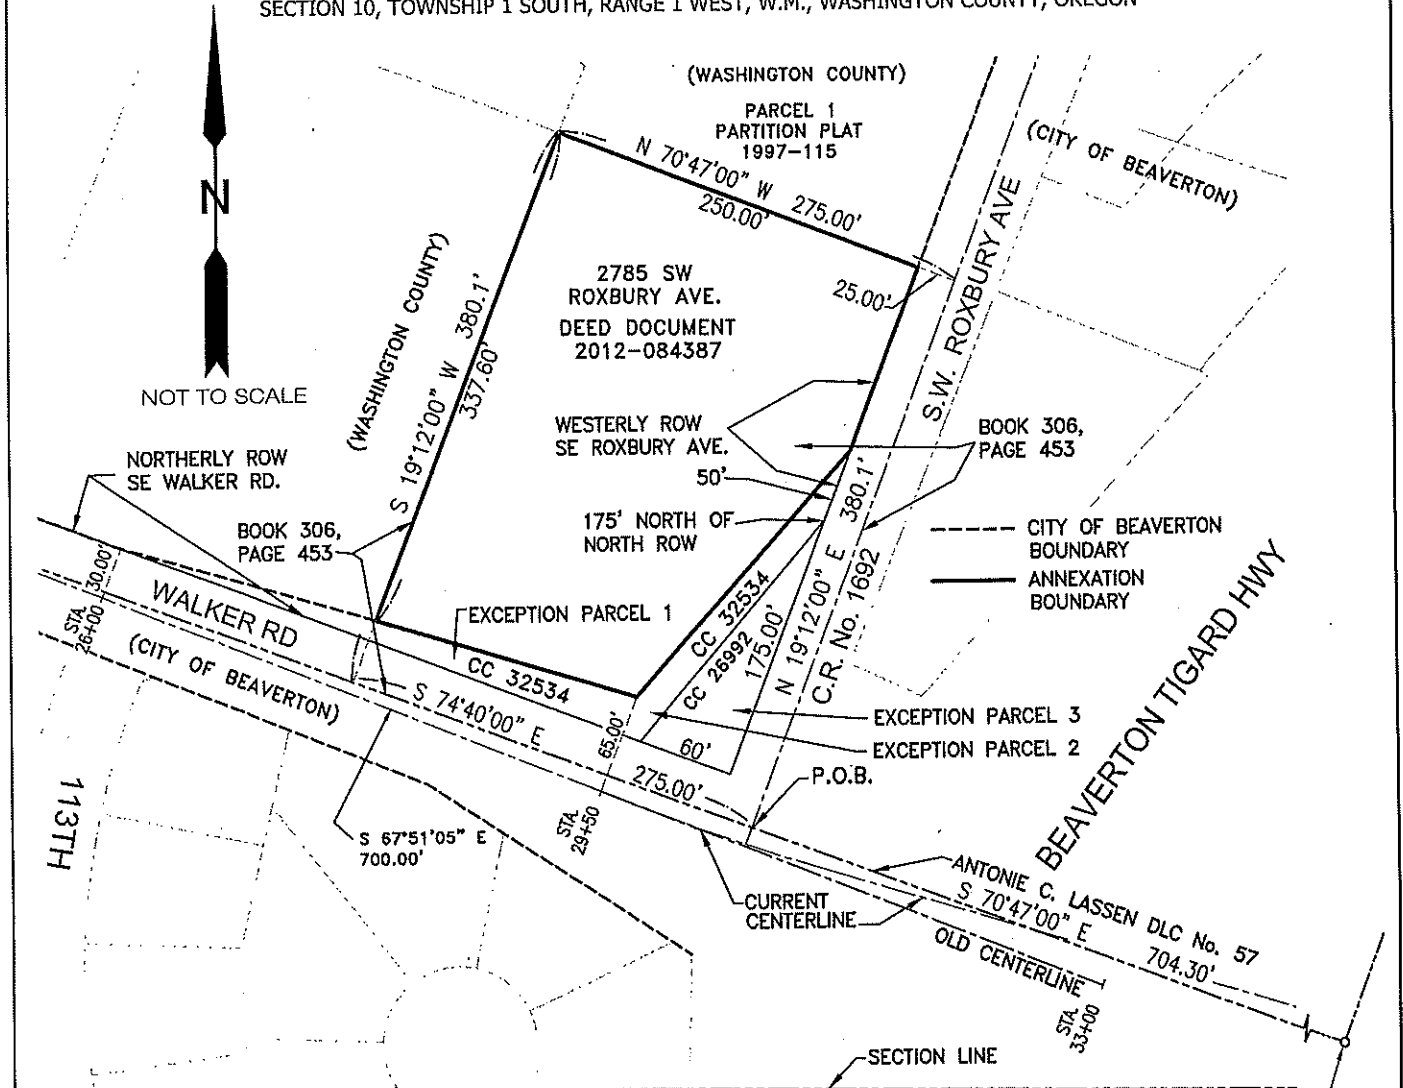 SECTION 10, TOWNSHIP 1 SOUTH, RANGE 1 WEST, W.M., WASHINGTON COUNTY, OREGON
(WASHINGTON COUNTY)
PARCEL 1
PARTITION PLAT
1997-115
(CITY OF BEAVERTON)
N
NOT TO SCALE
N 70°47'00" W 275.00'
250.00'
25.00'
S.W. ROXBURY AVE
(WASHINGTON COUNTY)
S 19°12'00" W 380.1'
337.60'
2785 SW
ROXBURY AVE.
DEED DOCUMENT
2012-084387
WESTERLY ROW
SE ROXBURY AVE.
BOOK 306,
PAGE 453
50'
175' NORTH OF
NORTH ROW
NORTHERLY ROW
SE WALKER RD.
BOOK 306,
PAGE 453
CITY OF BEAVERTON
BOUNDARY
ANNEXATION
BOUNDARY
30.00'
STA.
26+00
WALKER RD
(CITY OF BEAVERTON)
EXCEPTION PARCEL 1
CC 32534
S 74°40'00" E
275.00'
65.00'
60'
CC 32534
CC 26992
175.00'
N 19°12'00" E 380.1'
C.R. No. 1692
EXCEPTION PARCEL 3
EXCEPTION PARCEL 2
P.O.B.
BEAVERTON TIGARD HWY
113TH
S 67°51'05" E
700.00'
STA.
29+50
CURRENT
CENTERLINE
ANTONIE C. LASSEN DLC No. 57
S 70°47'00" E 704.30'
OLD CENTERLINE
STA.
33+00
SECTION LINE